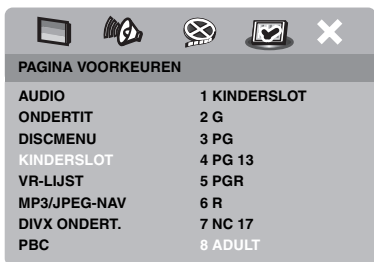 PAGINA VOORKEUREN
AUDIO 1 KINDERSLOT
ONDERTIT 2 G
DISCMENU 3 PG
KINDERSLOT 4 PG 13
VR-LIJST 5 PGR
MP3/JPEG-NAV 6 R
DIVX ONDERT. 7 NC 17
PBC 8 ADULT